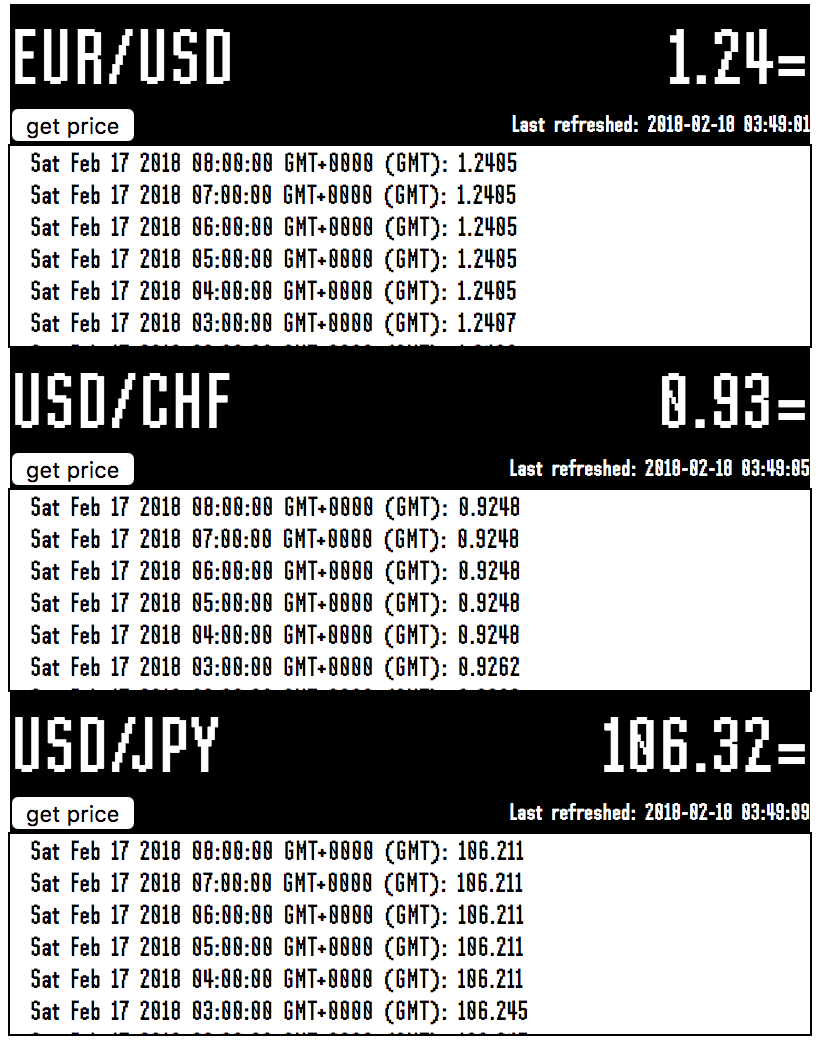 EUR/USD 1.24=
get price Last refreshed: 2018-02-18 03:49:01
Sat Feb 17 2018 08:00:00 GMT+0000 (GMT): 1.2405
Sat Feb 17 2018 07:00:00 GMT+0000 (GMT): 1.2405
Sat Feb 17 2018 06:00:00 GMT+0000 (GMT): 1.2405
Sat Feb 17 2018 05:00:00 GMT+0000 (GMT): 1.2405
Sat Feb 17 2018 04:00:00 GMT+0000 (GMT): 1.2405
Sat Feb 17 2018 03:00:00 GMT+0000 (GMT): 1.2407
USD/CHF 0.93=
get price Last refreshed: 2018-02-18 03:49:05
Sat Feb 17 2018 08:00:00 GMT+0000 (GMT): 0.9248
Sat Feb 17 2018 07:00:00 GMT+0000 (GMT): 0.9248
Sat Feb 17 2018 06:00:00 GMT+0000 (GMT): 0.9248
Sat Feb 17 2018 05:00:00 GMT+0000 (GMT): 0.9248
Sat Feb 17 2018 04:00:00 GMT+0000 (GMT): 0.9248
Sat Feb 17 2018 03:00:00 GMT+0000 (GMT): 0.9262
USD/JPY 106.32=
get price Last refreshed: 2018-02-18 03:49:09
Sat Feb 17 2018 08:00:00 GMT+0000 (GMT): 106.211
Sat Feb 17 2018 07:00:00 GMT+0000 (GMT): 106.211
Sat Feb 17 2018 06:00:00 GMT+0000 (GMT): 106.211
Sat Feb 17 2018 05:00:00 GMT+0000 (GMT): 106.211
Sat Feb 17 2018 04:00:00 GMT+0000 (GMT): 106.211
Sat Feb 17 2018 03:00:00 GMT+0000 (GMT): 106.245